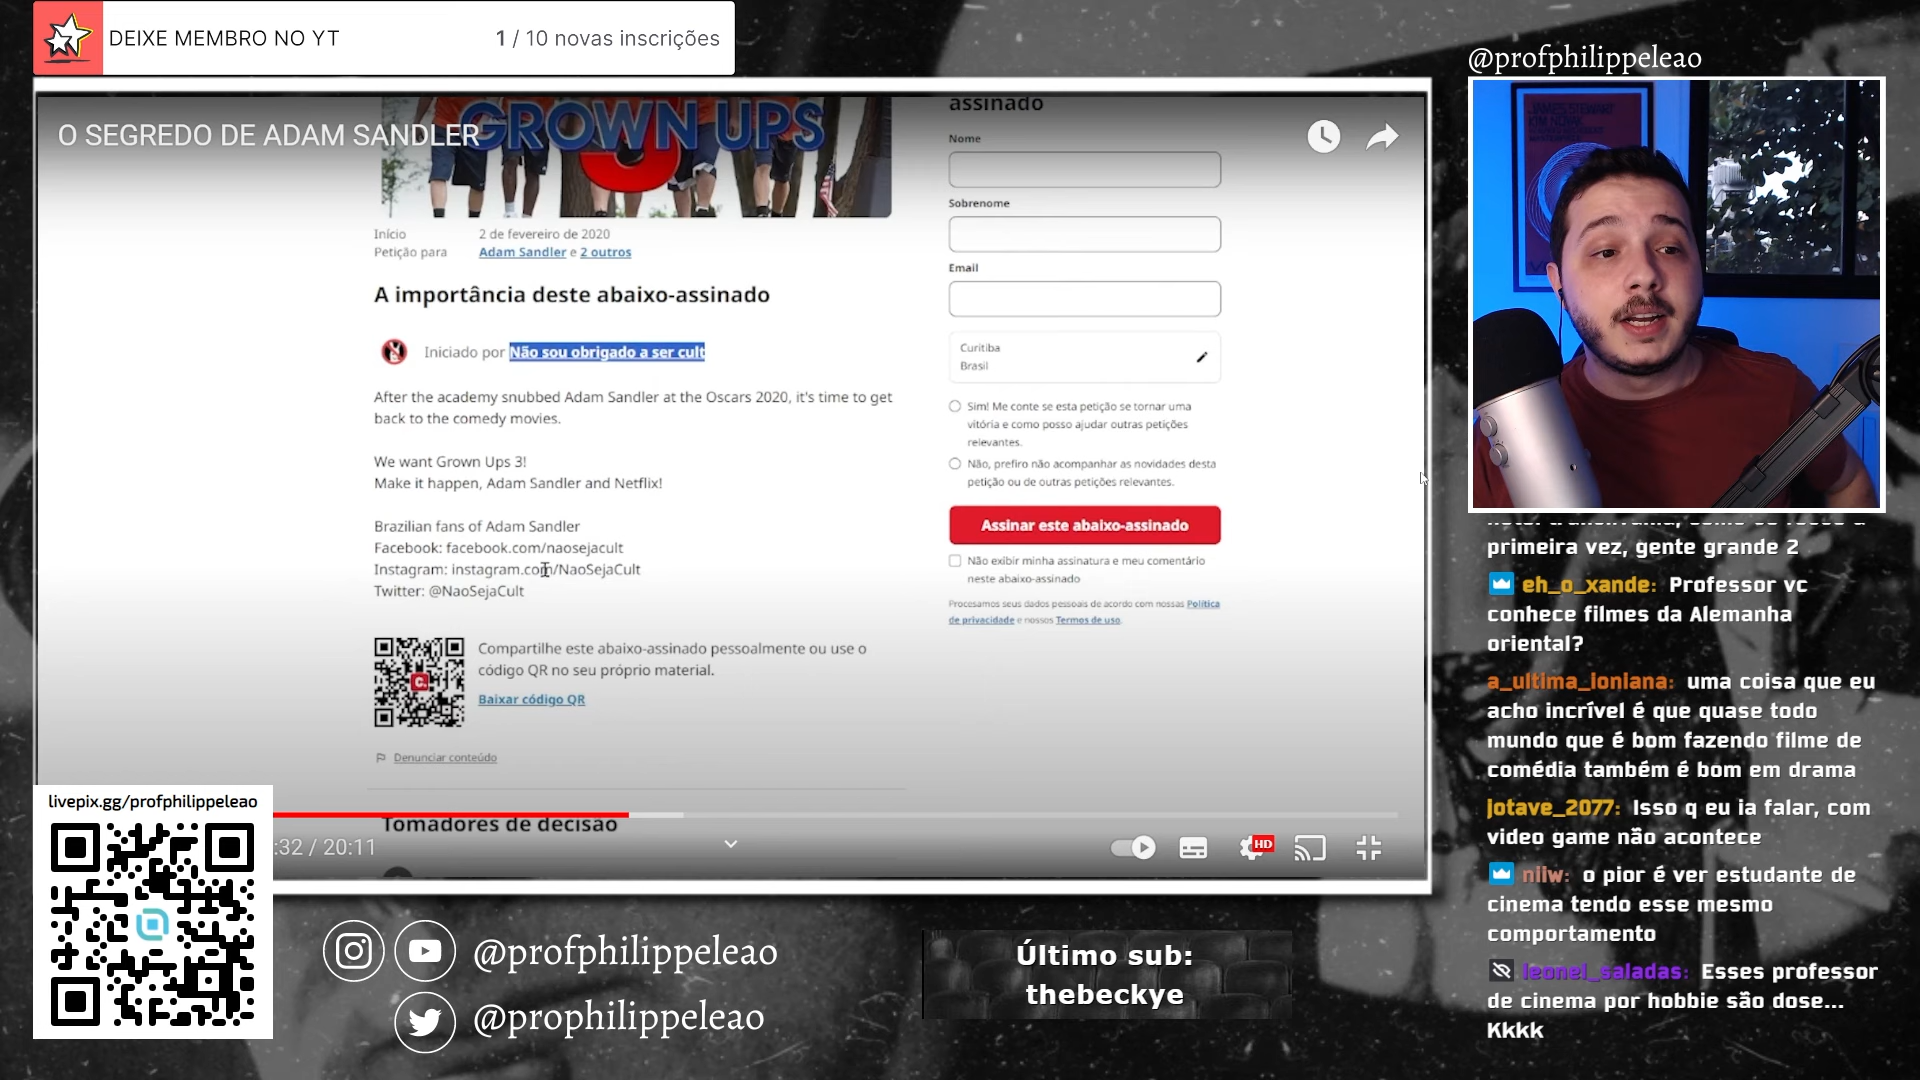 DEIXE MEMBRO NO YT
1 / 10 novas inscrições
@profphilippeleao
O SEGREDO DE ADAM SANDLER
GROWN UPS
3
Início 2 de fevereiro de 2020
Petição para Adam Sandler e 2 outros
A importância deste abaixo-assinado
Iniciado por Não sou obrigado a ser cult
After the academy snubbed Adam Sandler at the Oscars 2020, it's time to get
back to the comedy movies.
We want Grown Ups 3!
Make it happen, Adam Sandler and Netflix!
Brazilian fans of Adam Sandler
Facebook: facebook.com/naosejacult
Instagram: instagram.com/NaoSejaCult
Twitter: @NaoSejaCult
Compartilhe este abaixo-assinado pessoalmente ou use o
código QR no seu próprio material.
Baixar código QR
Denunciar conteúdo
Tomadores de decisão
assinado
Nome
Sobrenome
Email
Curitiba
Brasil
Sim! Me conte se esta petição se tornar uma
vitória e como posso ajudar outras petições
relevantes.
Não, prefiro não acompanhar as novidades desta
petição ou de outras petições relevantes.
Assinar este abaixo-assinado
Não exibir minha assinatura e meu comentário
neste abaixo-assinado
Processamos seus dados pessoais de acordo com nossas Política
de privacidade e nossos Termos de uso.
:32 / 20:11
HD
livepix.gg/profphilippeleao
@profphilippeleao
@prophilippeleao
Último sub:
thebeckye
primeira vez, gente grande 2
eh_o_xande: Professor vc
conhece filmes da Alemanha
oriental?
a_ultima_ioniana: uma coisa que eu
acho incrível é que quase todo
mundo que é bom fazendo filme de
comédia também é bom em drama
jotave_2077: Isso q eu ia falar, com
video game não acontece
niiw: o pior é ver estudante de
cinema tendo esse mesmo
comportamento
leonel_saladas: Esses professor
de cinema por hobbie são dose...
Kkkk